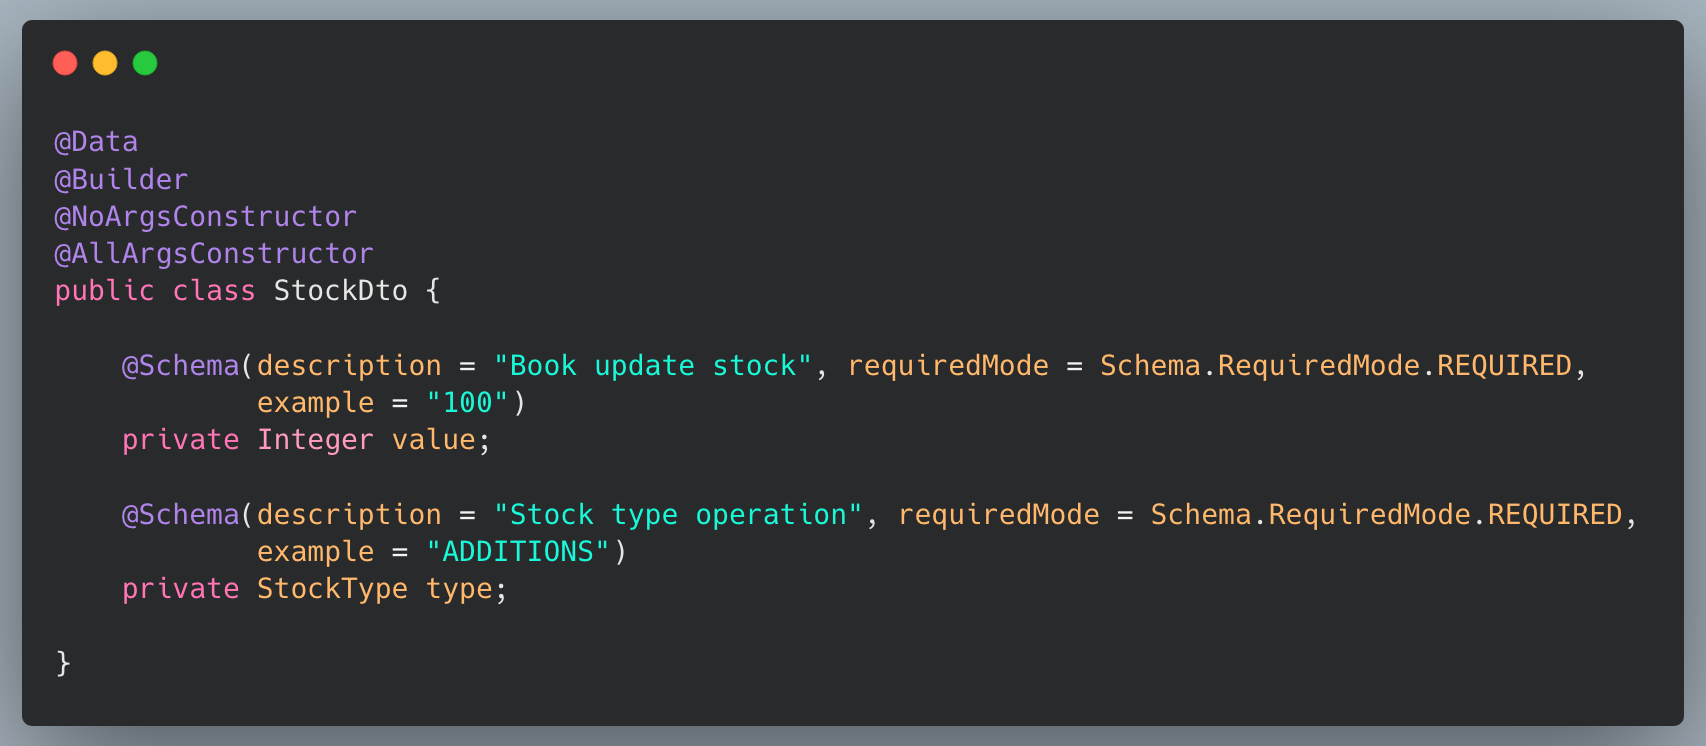 @Data
@Builder
@NoArgsConstructor
@AllArgsConstructor
public class StockDto {
@Schema(description = "Book update stock", requiredMode = Schema.RequiredMode.REQUIRED,
example = "100")
private Integer value;
@Schema(description = "Stock type operation", requiredMode = Schema.RequiredMode.REQUIRED,
example = "ADDITIONS")
private StockType type;
}